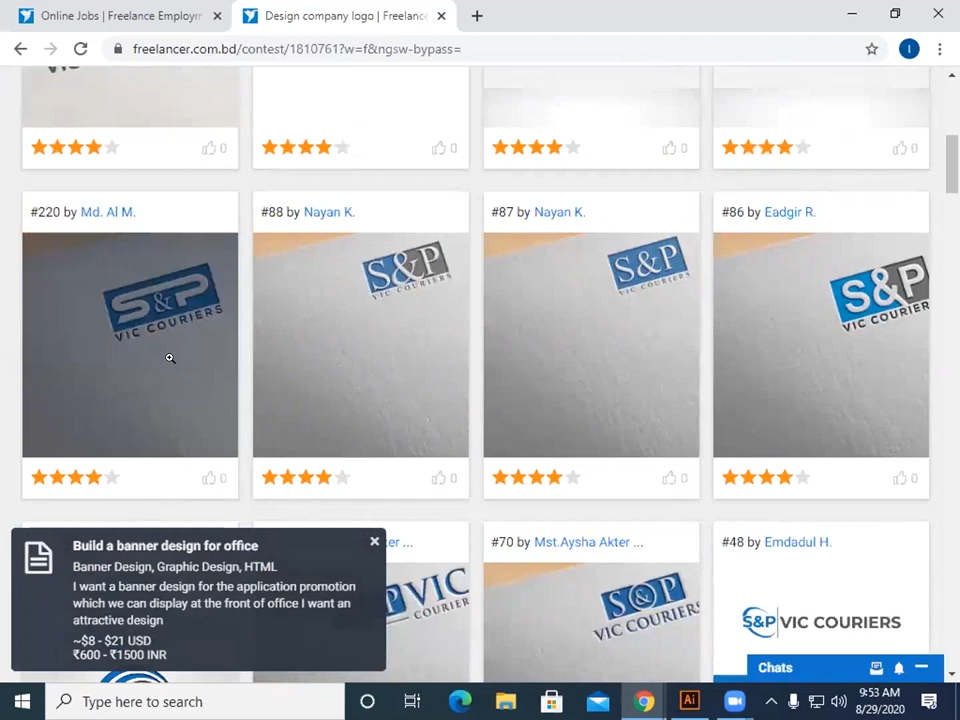 Online Jobs | Freelance Employm
Design company logo | Freelance
freelancer.com.bd/contest/1810761?w=f&ngsw-bypass=
I
0
0
0
0
#220 by Md. Al M.
#88 by Nayan K.
#87 by Nayan K.
#86 by Eadgir R.
S&P
VIC COURIERS
S&P
VIC COURIERS
S&P
VIC COURIERS
S&P
VIC COURIER
0
0
0
0
ter ...
#70 by Mst.Aysha Akter ...
#48 by Emdadul H.
Build a banner design for office
Banner Design, Graphic Design, HTML
I want a banner design for the application promotion
which we can display at the front of office I want an
attractive design
~$8 - $21 USD
₹600 - ₹1500 INR
PVIC
COURIER
S&P
VIC COURIERS
S&P VIC COURIERS
Chats
Type here to search
Ai
9:53 AM
8/29/2020